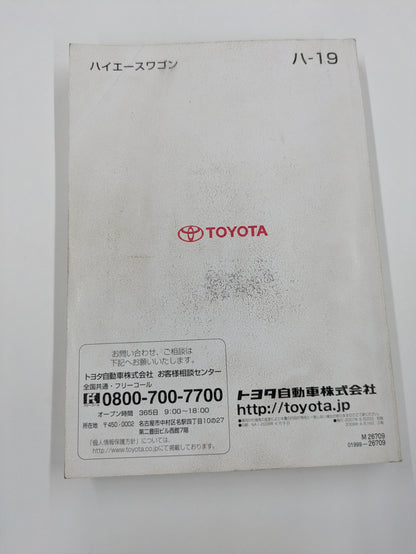 ハイエースワゴン
ハ-19
TOYOTA
お問い合わせ、ご相談は
下記へお願いいたします。
トヨタ自動車株式会社 お客様相談センター
全国共通・フリーコール
0800-700-7700
オープン時間 365日 9:00~18:00
所在地 〒450-0002 名古屋市中村区名駅四丁目10の27
第二豊田ビル西館7階
「個人情報保護方針」については、
http://www.toyota.co.jpにて掲載しております。
トヨタ自動車株式会社
http://toyota.jp
M 26709
01999-26709